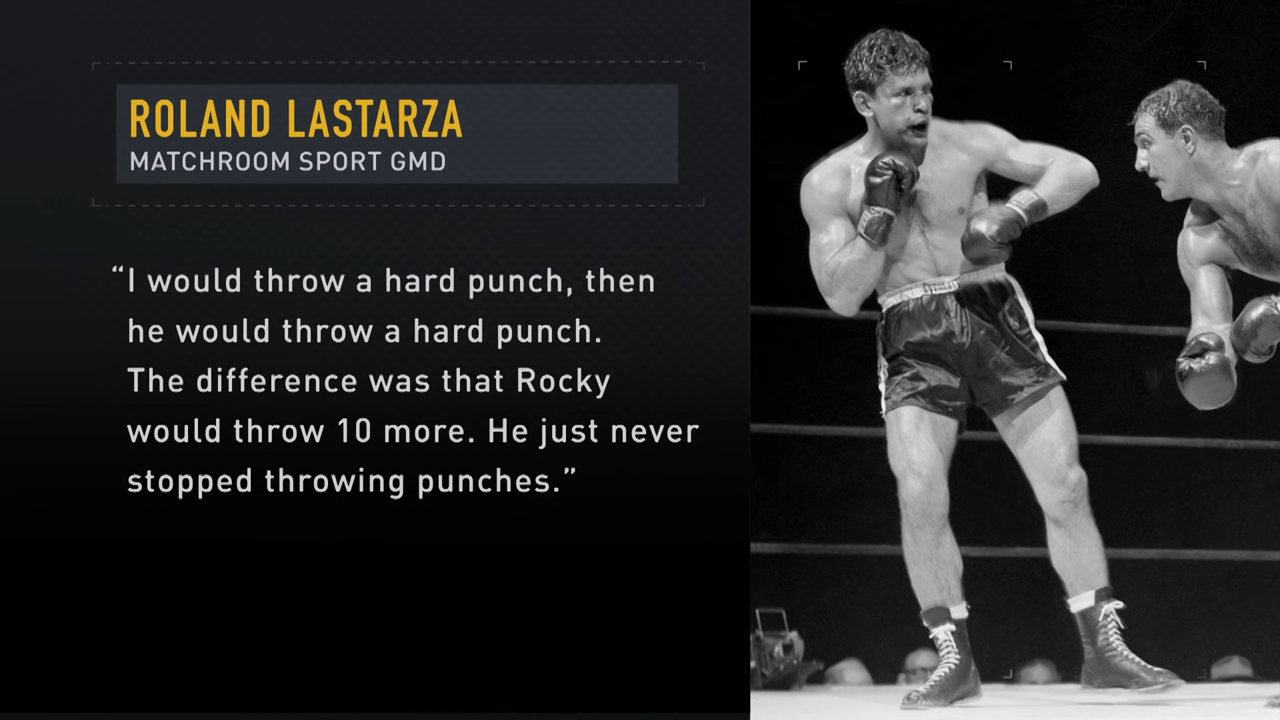 ROLAND LASTARZA
MATCHROOM SPORT GMD
“I would throw a hard punch, then
he would throw a hard punch.
The difference was that Rocky
would throw 10 more. He just never
stopped throwing punches.”